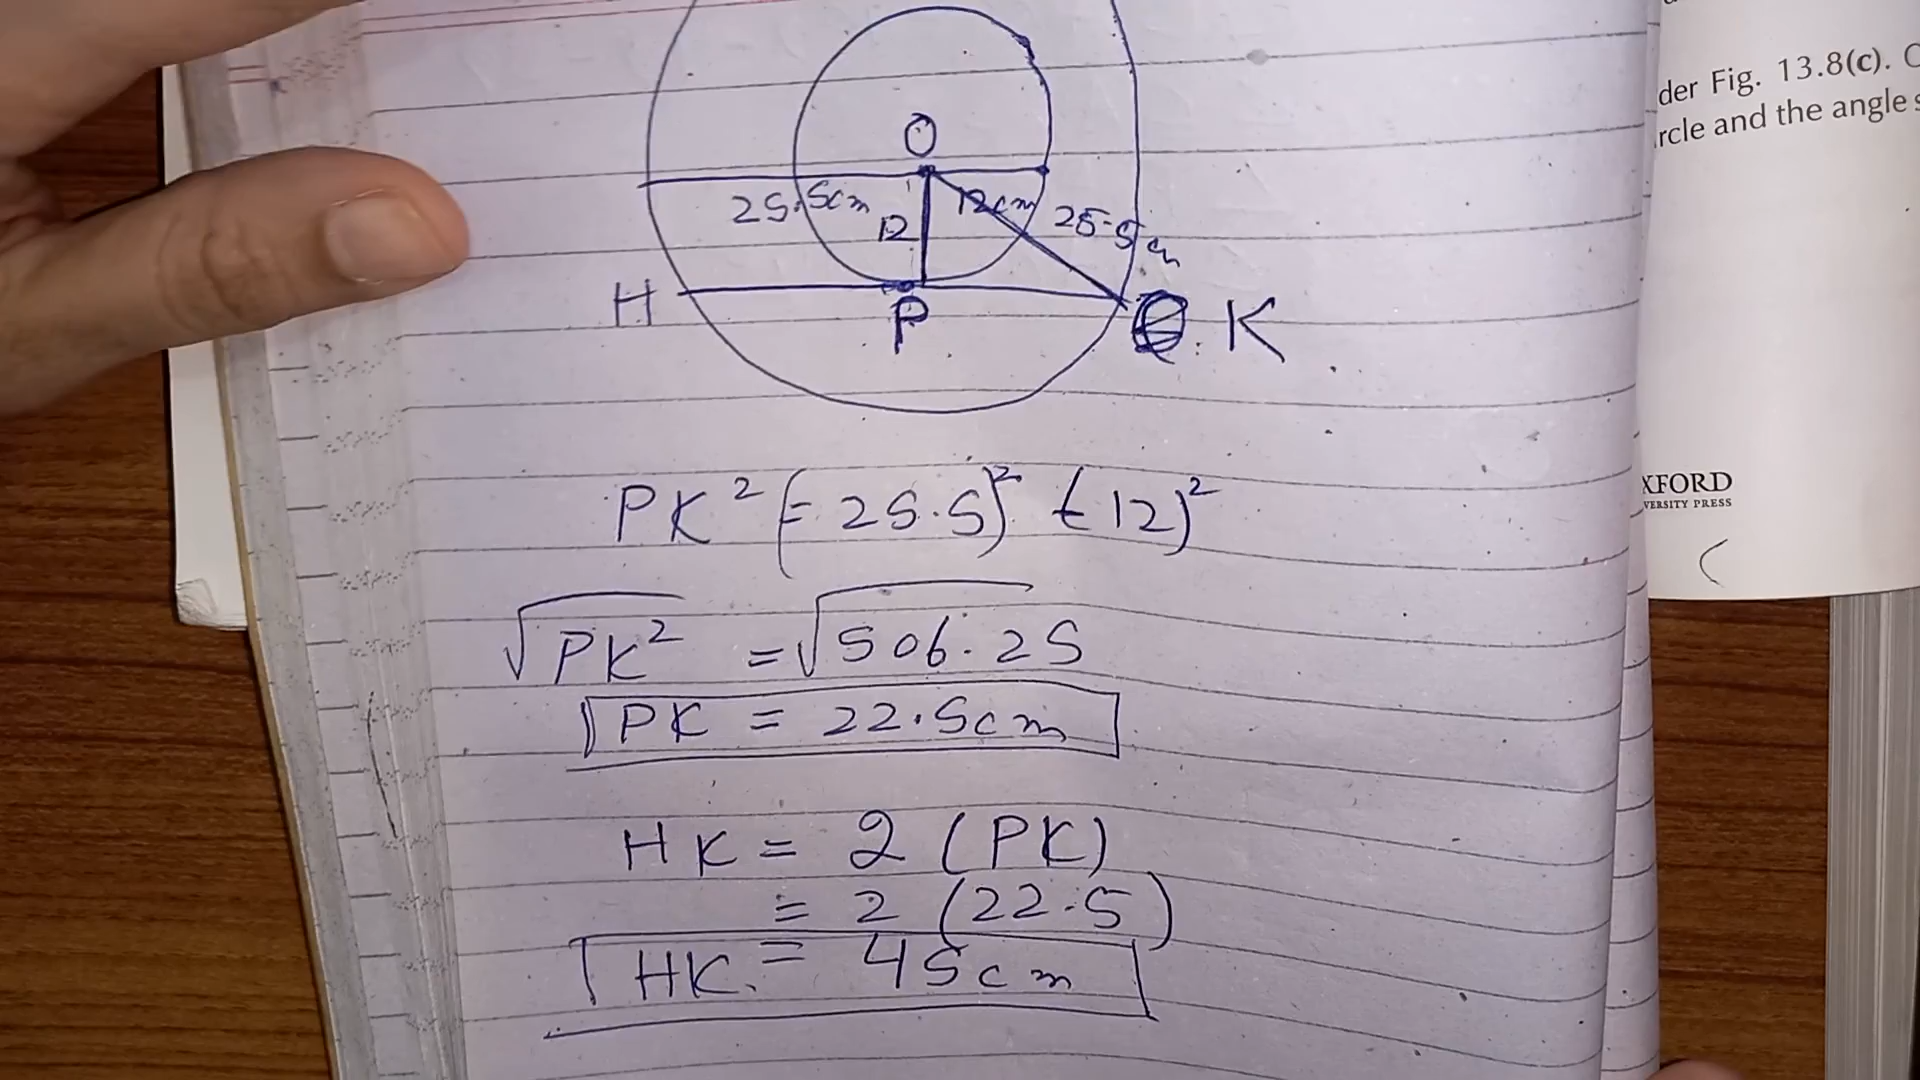 der Fig. 13.8(c).
rcle and the angle
O
25.5cm
12cm
12
25.5
H
P
K
PK² = (25.5)² - (12)²
√PK² = √506.25
PK = 22.5cm
HK = 2 (PK)
= 2 (22.5)
HK = 45cm
XFORD
VERSITY PRESS